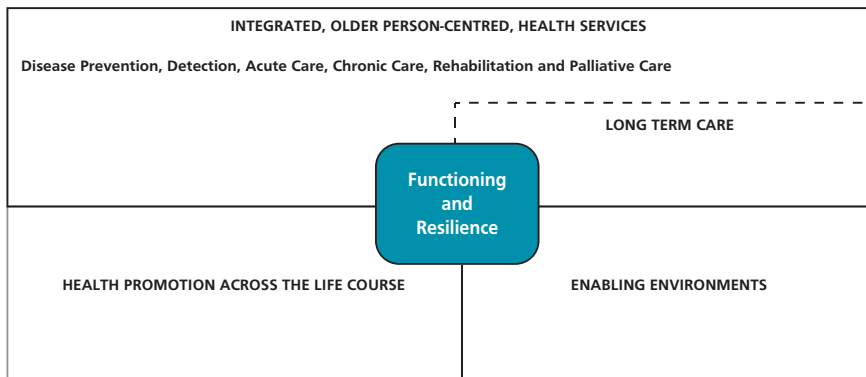 INTEGRATED, OLDER PERSON-CENTRED, HEALTH SERVICES
Disease Prevention, Detection, Acute Care, Chronic Care, Rehabilitation and Palliative Care
LONG TERM CARE
Functioning
and
Resilience
HEALTH PROMOTION ACROSS THE LIFE COURSE
ENABLING ENVIRONMENTS